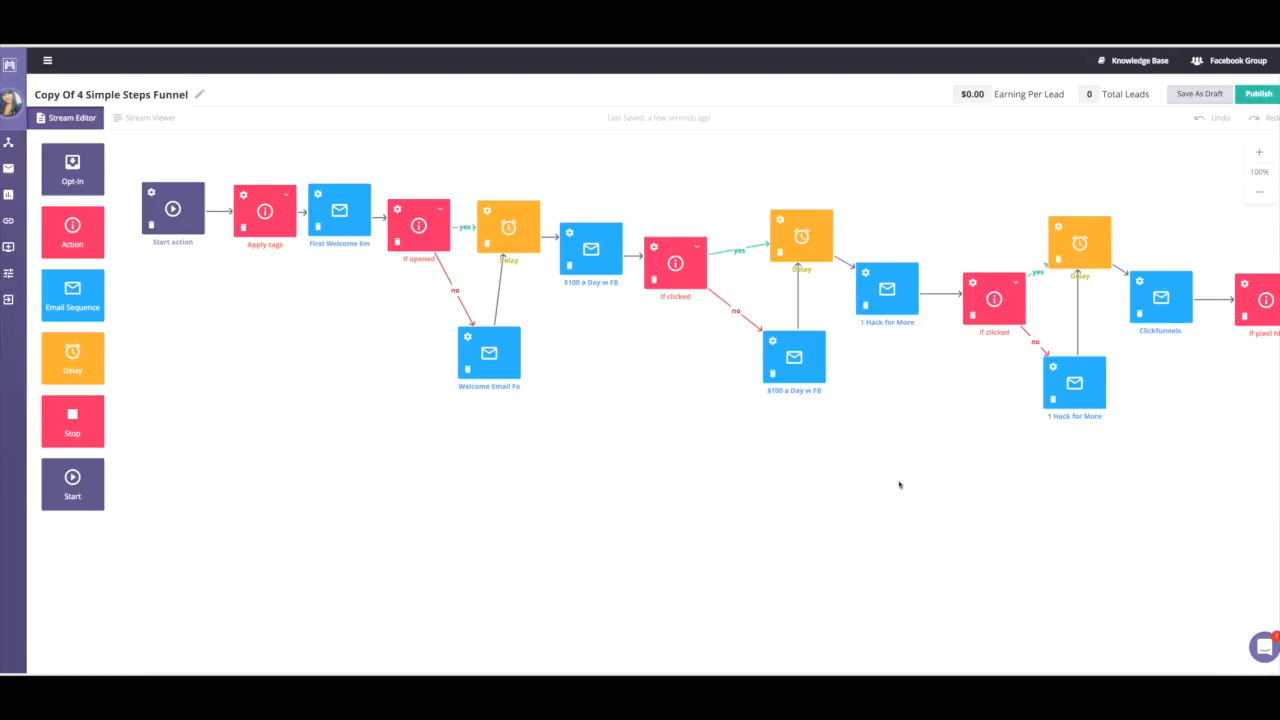 Knowledge Base
Facebook Group
Copy Of 4 Simple Steps Funnel
$0.00 Earning Per Lead
0 Total Leads
Save As Draft
Publish
Stream Editor
Stream Viewer
Last Saved: a few seconds ago
Undo
100%
Opt-In
Action
Email Sequence
Delay
Stop
Start
Start action
Apply tags
First Welcome Em
If opened
yes
Delay
no
Welcome Email Fo
$100 a Day w FB
If clicked
yes
Delay
no
$100 a Day w FB
1 Hack for More
If clicked
yes
Delay
no
1 Hack for More
Clickfunnels
If pixel hi
1